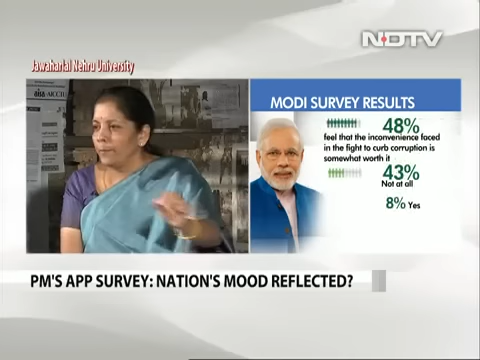 NDTV
Jawaharlal Nehru University
MODI SURVEY RESULTS
48%
feel that the inconvenience faced
in the fight to curb corruption is
somewhat worth it
43%
Not at all
8% Yes
PM'S APP SURVEY: NATION'S MOOD REFLECTED?